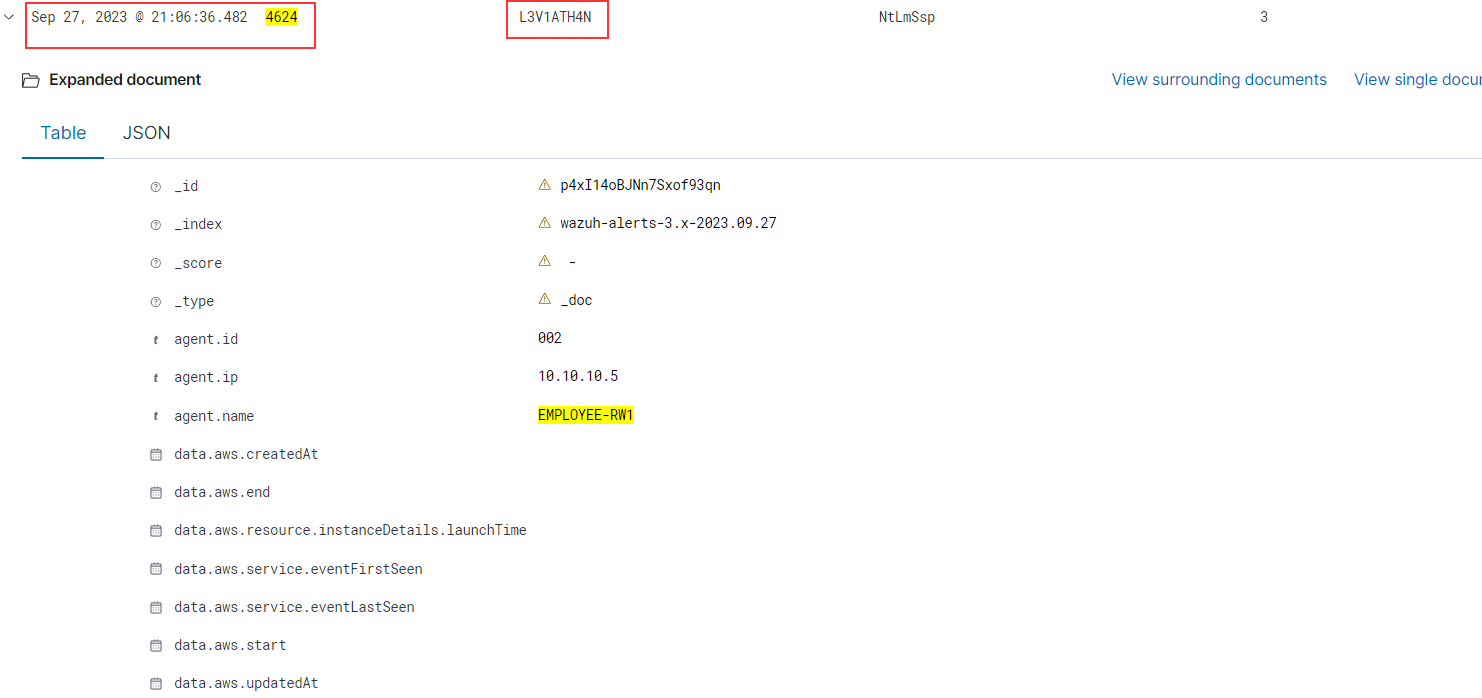 Sep 27, 2023 @ 21:06:36.482 4624 L3V1ATH4N NtLmSsp 3
Expanded document View surrounding documents View single docu
Table JSON
_id p4xI14oBJNn7Sxof93qn
_index wazuh-alerts-3.x-2023.09.27
_score -
_type _doc
t agent.id 002
t agent.ip 10.10.10.5
t agent.name EMPLOYEE-RW1
data.aws.createdAt
data.aws.end
data.aws.resource.instanceDetails.launchTime
data.aws.service.eventFirstSeen
data.aws.service.eventLastSeen
data.aws.start
data.aws.updatedAt